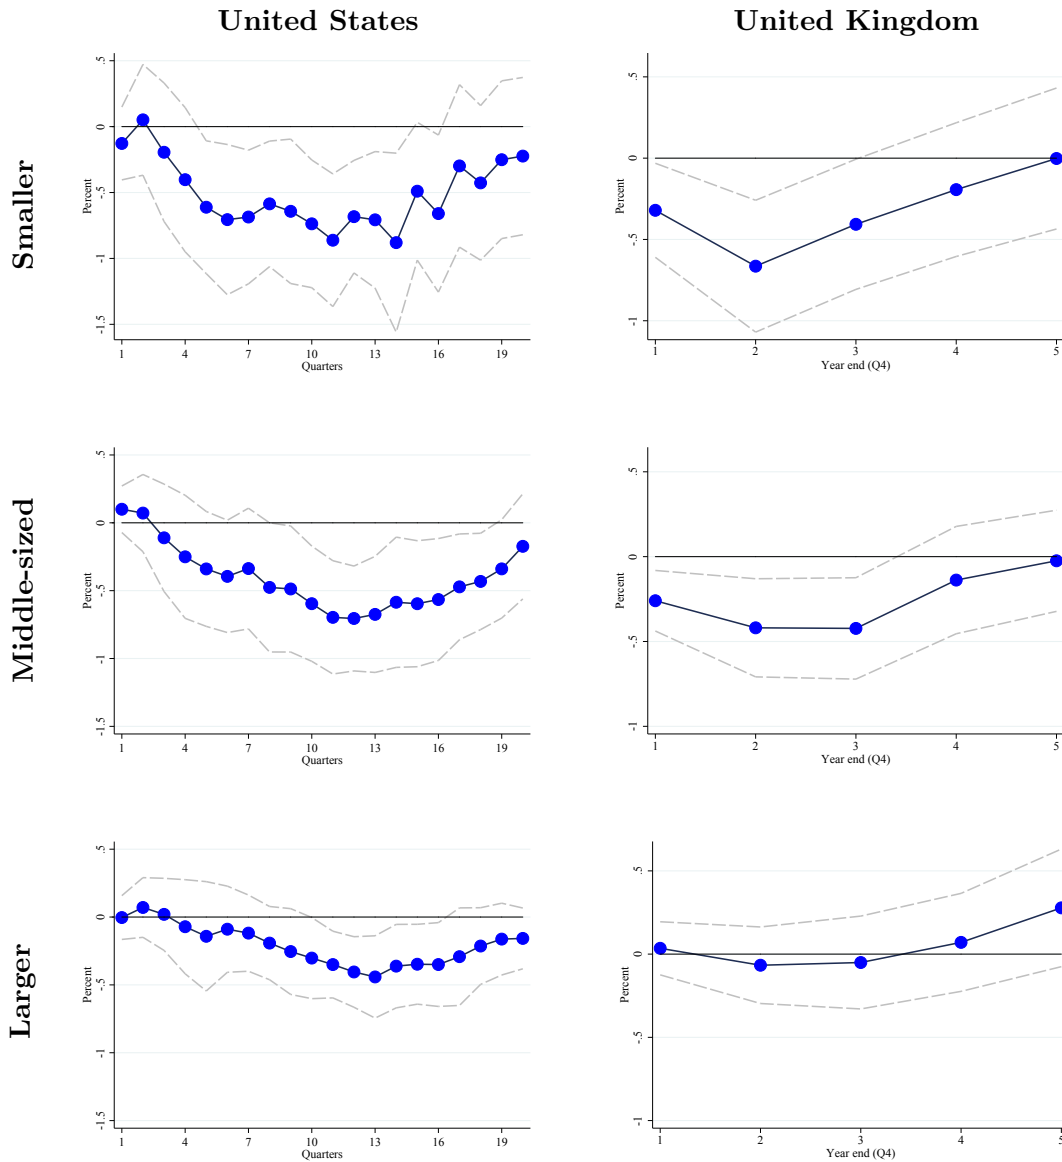 United States
United Kingdom
Smaller
Percent
.5
0
-.5
-1
-1.5
1 4 7 10 13 16 19
Quarters
Percent
.5
0
-.5
-1
1 2 3 4 5
Year end (Q4)
Middle-sized
Percent
.5
0
-.5
-1
-1.5
1 4 7 10 13 16 19
Quarters
Percent
.5
0
-.5
-1
1 2 3 4 5
Year end (Q4)
Larger
Percent
.5
0
-.5
-1
-1.5
1 4 7 10 13 16 19
Quarters
Percent
.5
0
-.5
-1
1 2 3 4 5
Year end (Q4)